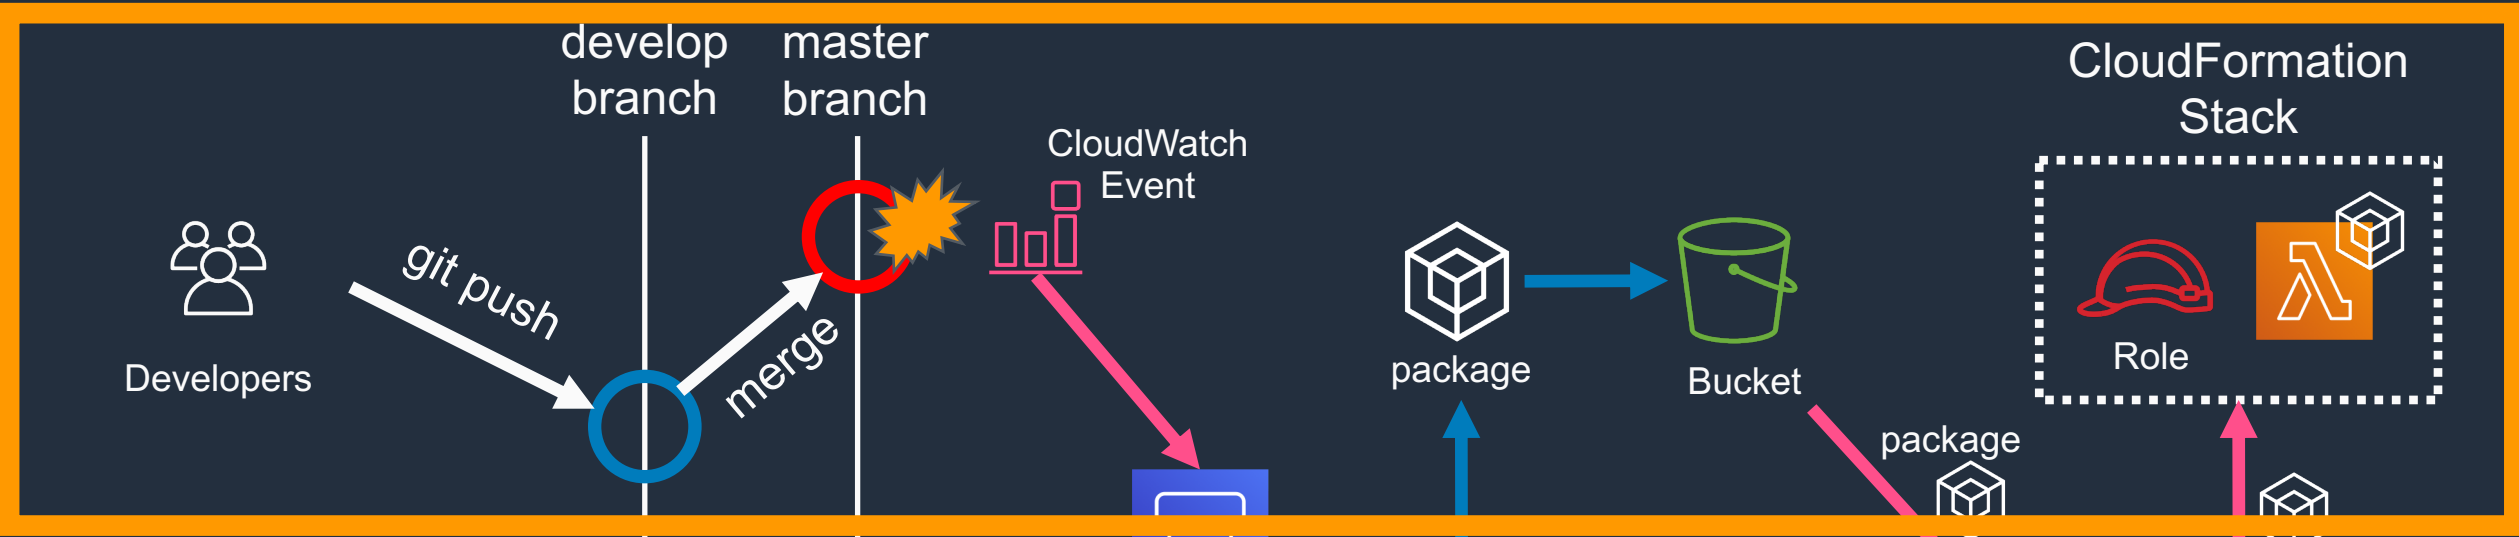 develop
branch
master
branch
CloudFormation
Stack
CloudWatch
Event
git push
merge
Developers
package
Bucket
Role
package